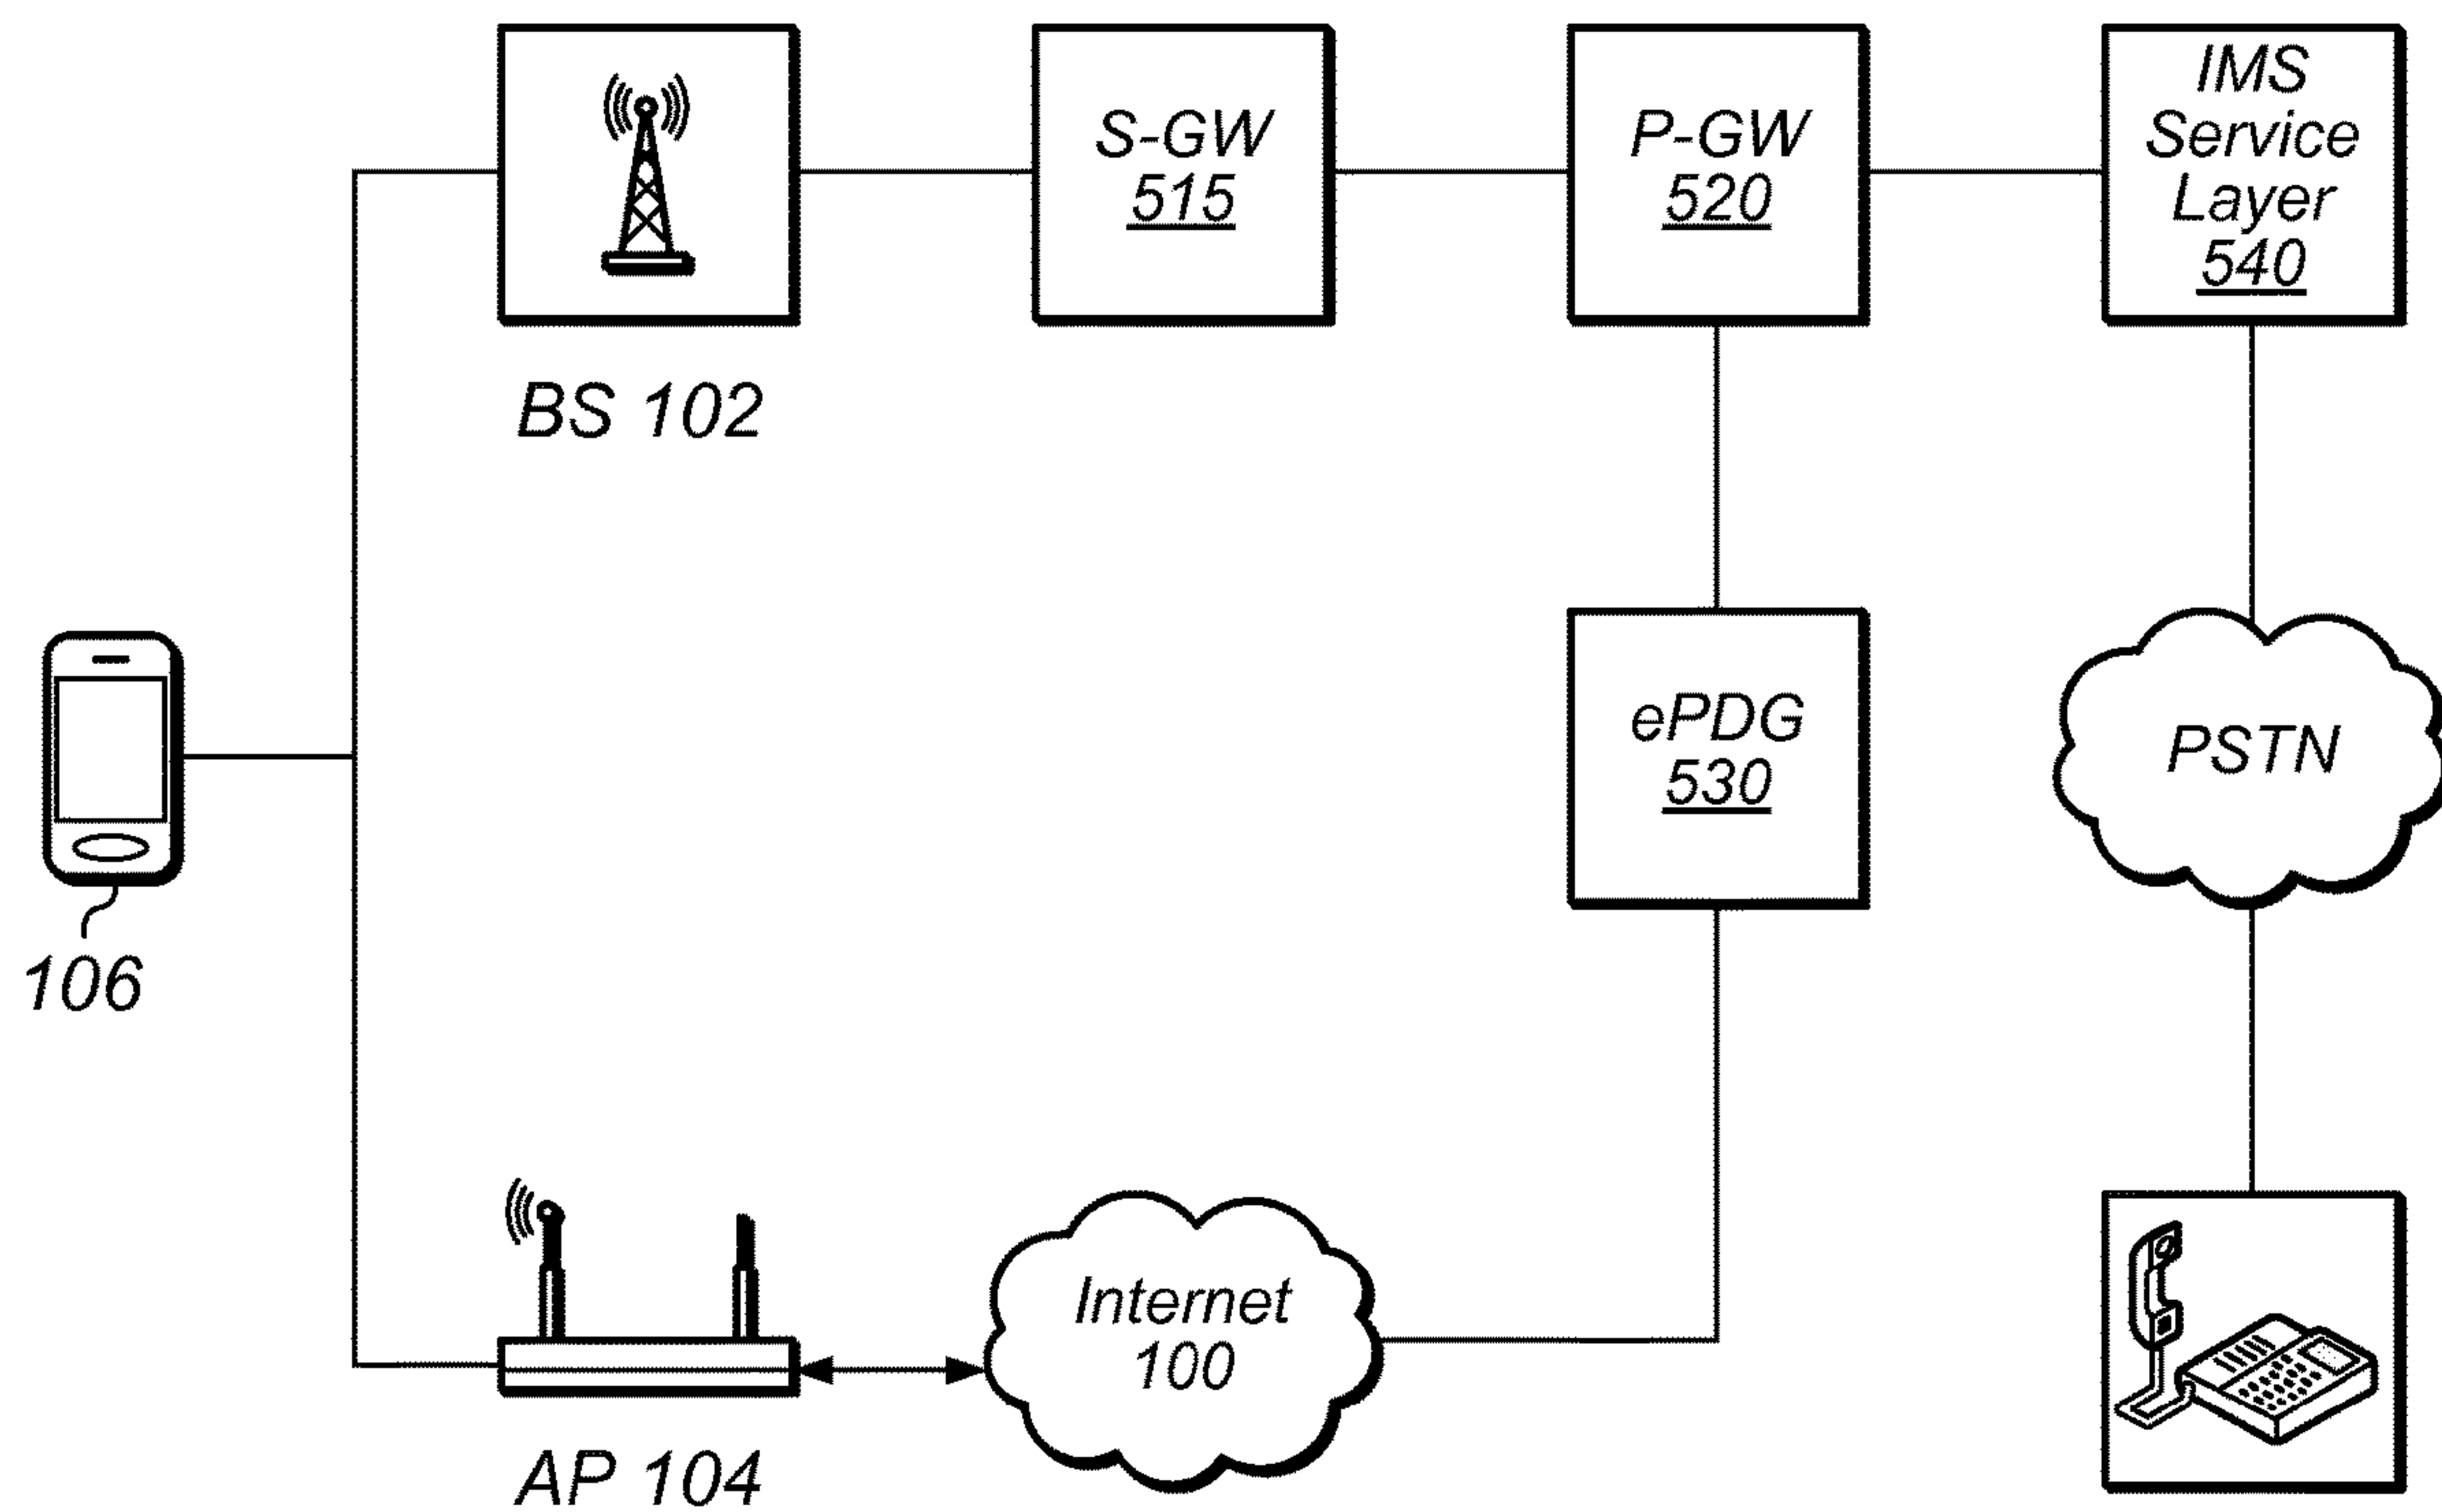 S-GW
515
P-GW
520
IMS
Service
Layer
540
BS 102
ePDG
530
PSTN
106
Internet
100
AP 104